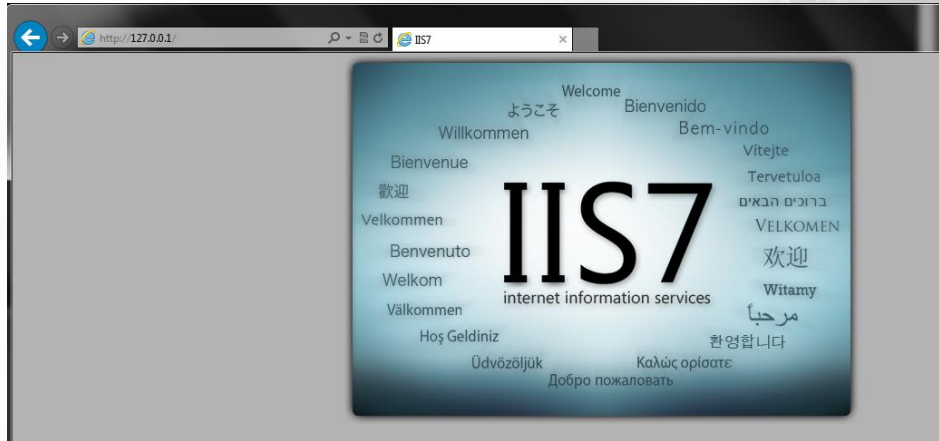 http://127.0.0.1/
IIS7
Welcome
ようこそ
Bienvenido
Willkommen
Bem-vindo
Vítejte
Bienvenue
Tervetuloa
歡迎
ברוכים הבאים
Velkommen
VELKOMEN
IIS7
Benvenuto
欢迎
Welkom
Witamy
internet information services
Välkommen
مرحباً
Hoş Geldiniz
환영합니다
Üdvözöljük
Καλώς ορίσατε
Добро пожаловать